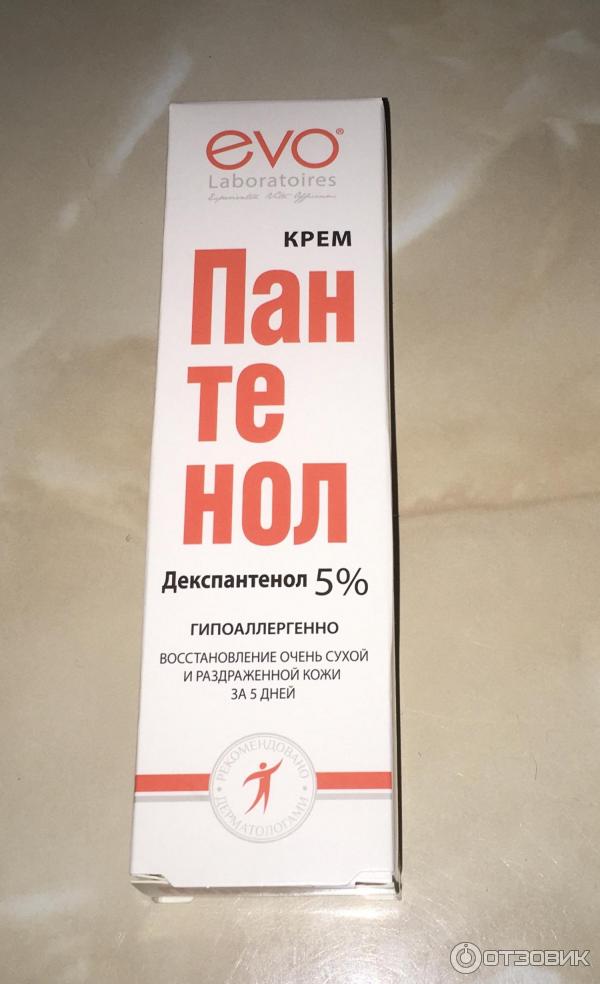 evo®
Laboratoires
КРЕМ
Пан
те
нол
Декспантенол 5%
ГИПОАЛЛЕРГЕННО
ВОССТАНОВЛЕНИЕ ОЧЕНЬ СУХОЙ
И РАЗДРАЖЕННОЙ КОЖИ
ЗА 5 ДНЕЙ
РЕКОМЕНДОВАНО
ДЕРМАТОЛОГАМИ
ОТЗОВИК